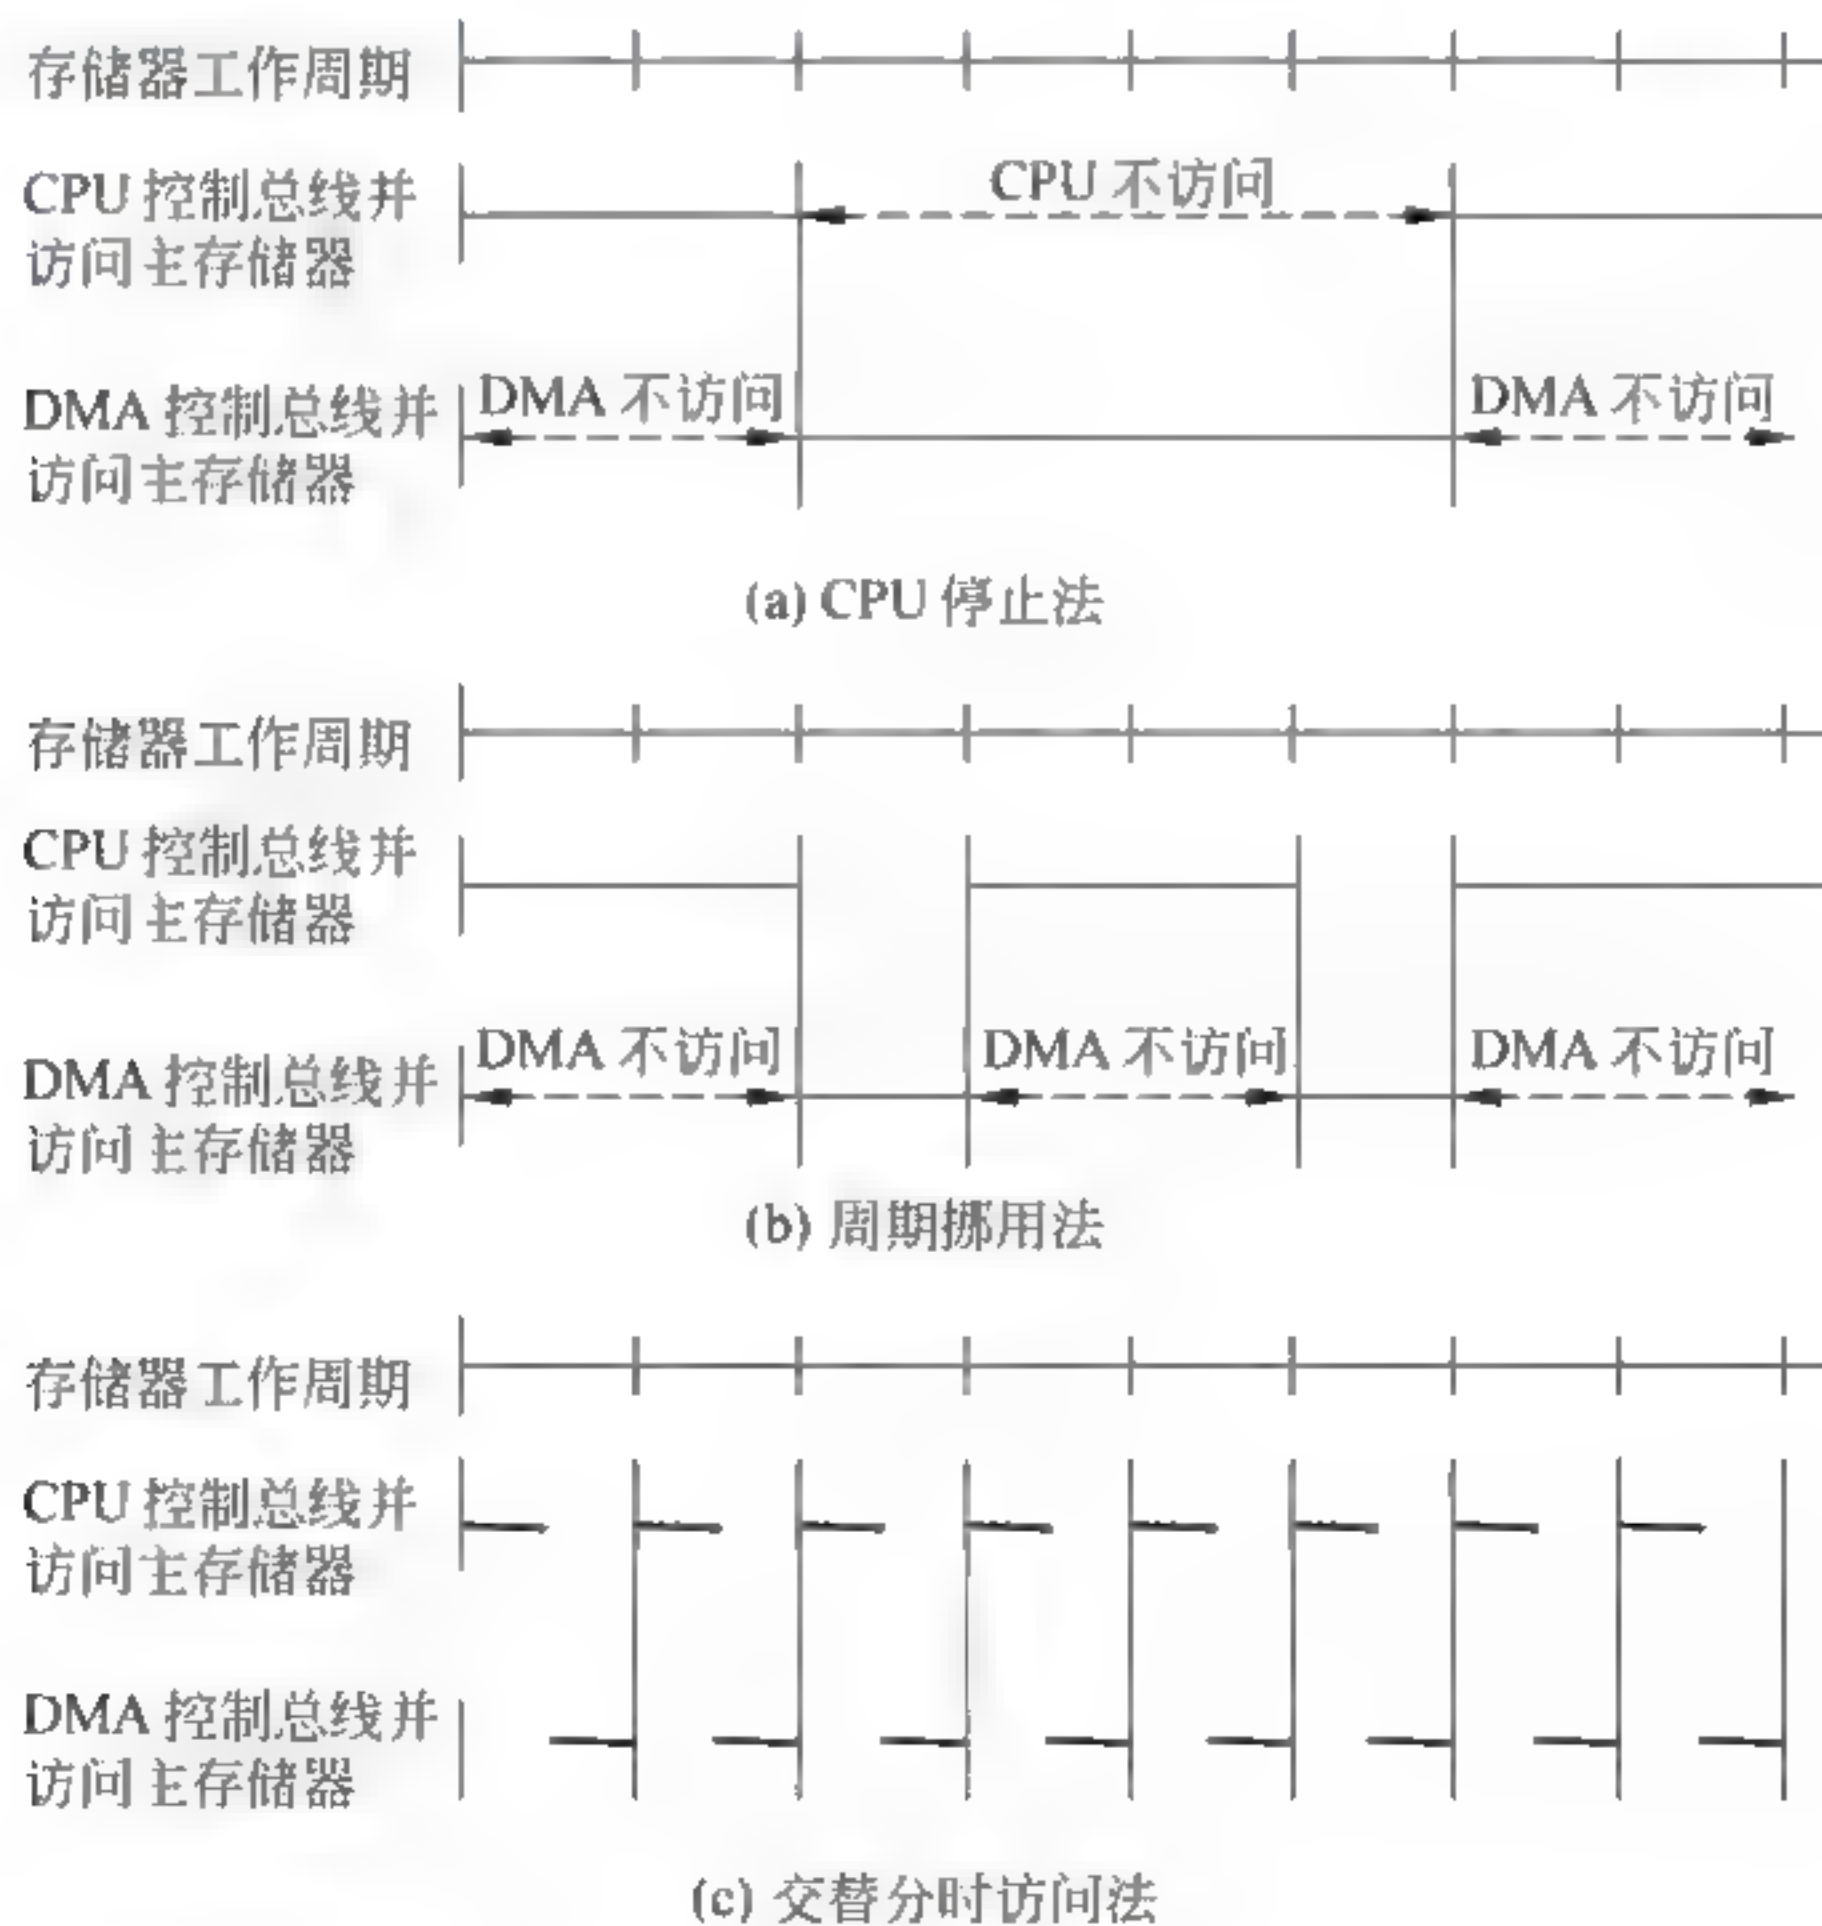 存储器工作周期
CPU 控制总线并
访问主存储器
CPU 不访问
DMA 控制总线并
访问主存储器
DMA 不访问
DMA 不访问
(a) CPU 停止法
存储器工作周期
CPU 控制总线并
访问主存储器
DMA 控制总线并
访问主存储器
DMA 不访问
DMA 不访问
DMA 不访问
(b) 周期挪用法
存储器工作周期
CPU 控制总线并
访问主存储器
DMA 控制总线并
访问主存储器
(c) 交替分时访问法